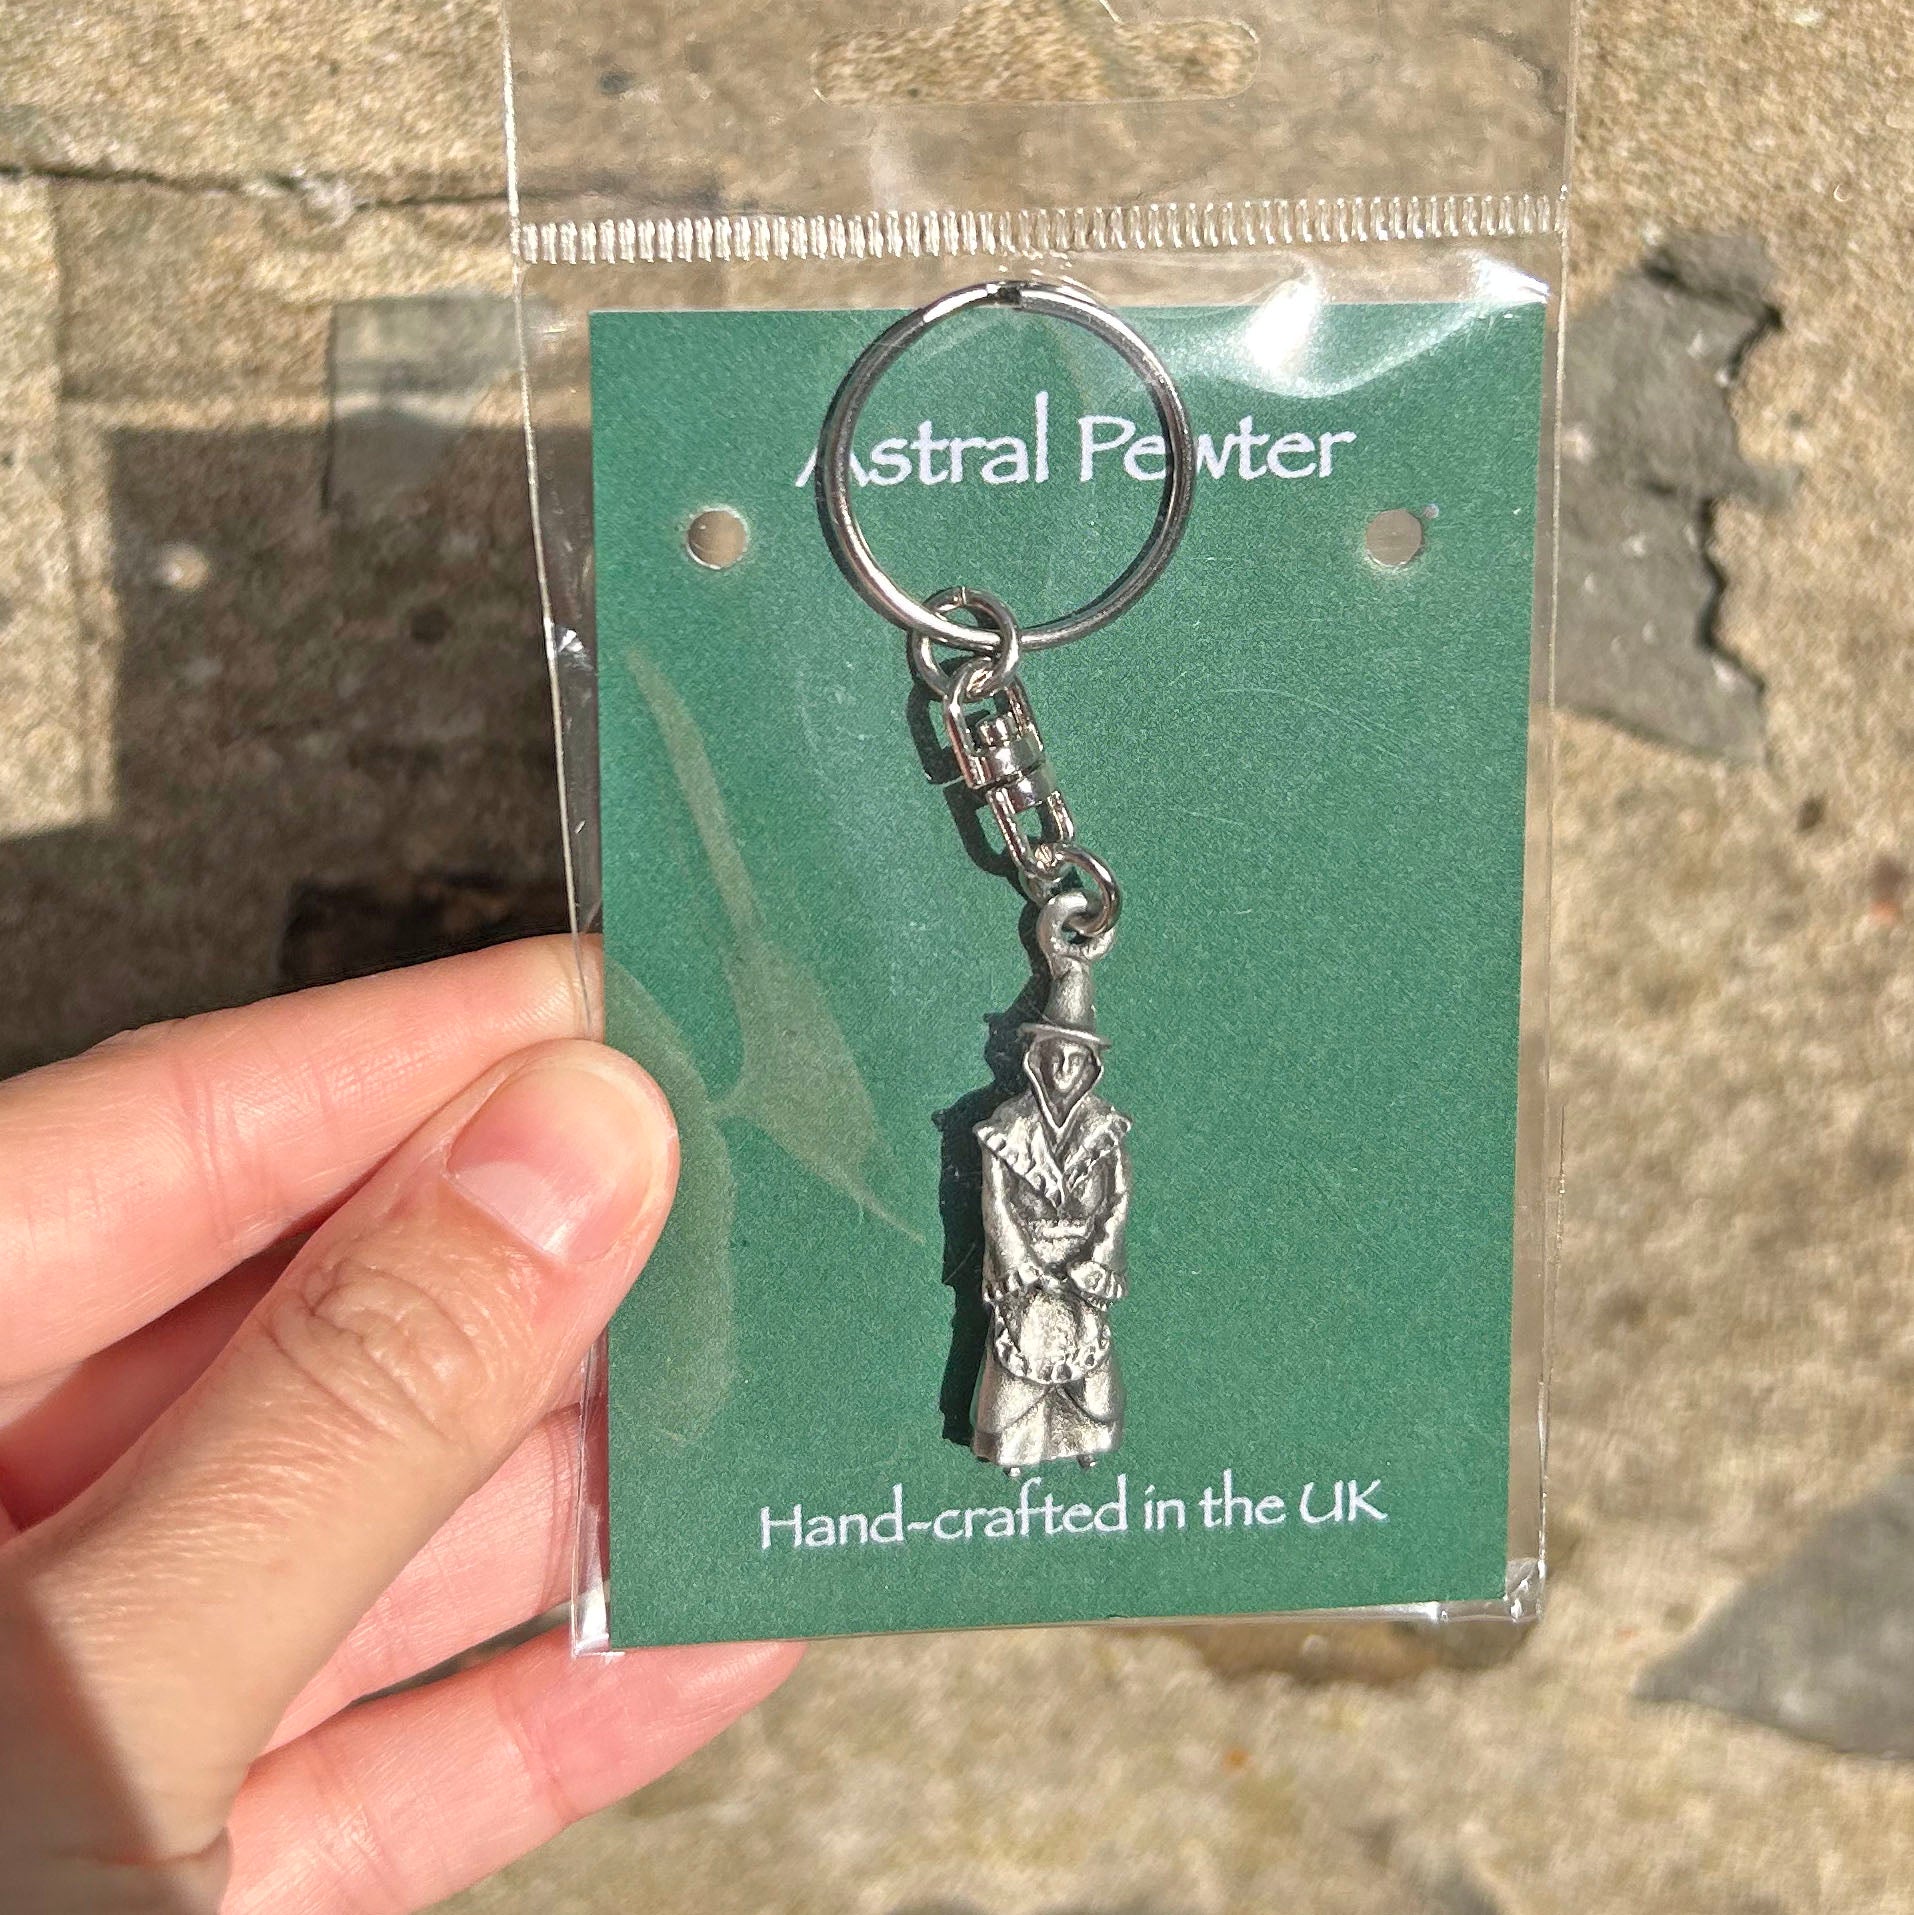 Astral Pewter
Hand-crafted in the UK